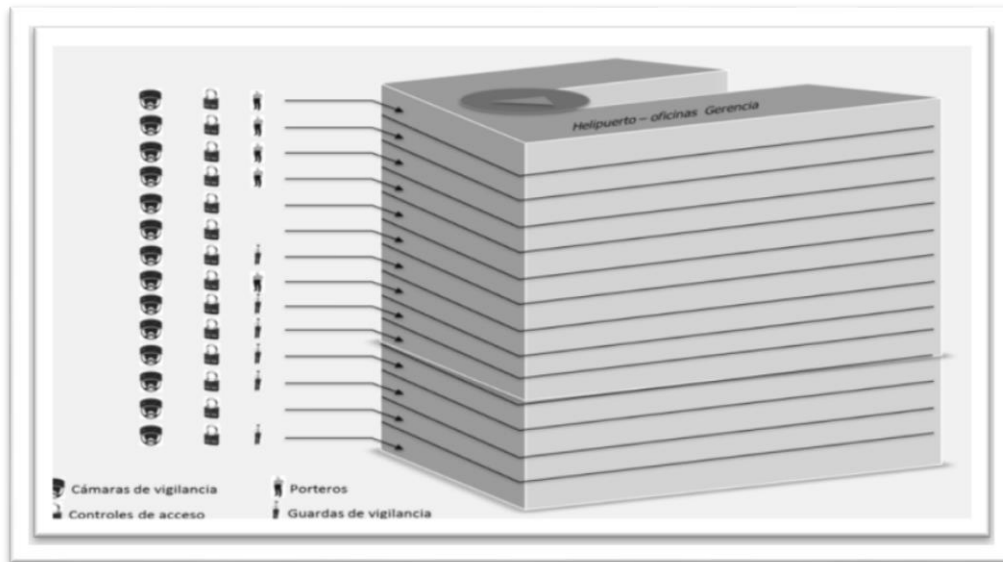 Helipuerto – oficinas Gerencia
Cámaras de vigilancia
Porteros
Controles de acceso
Guardas de vigilancia